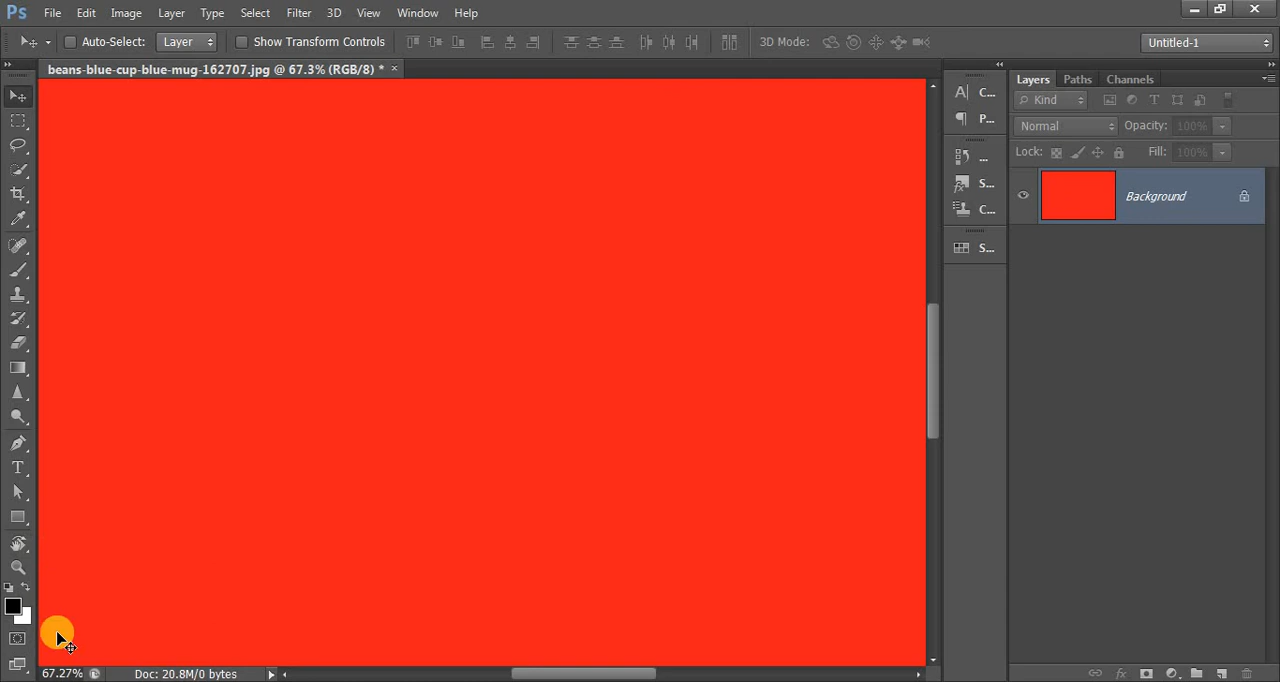 Ps File Edit Image Layer Type Select Filter 3D View Window Help
Auto-Select: Layer Show Transform Controls 3D Mode: Untitled-1
beans-blue-cup-blue-mug-162707.jpg @ 67.3% (RGB/8) * ×
Layers Paths Channels
A| C...
Kind T
¶ P...
Normal Opacity: 100%
Lock: Fill: 100%
...
fx S...
Background
C...
S...
T
67.27% Doc: 20.8M/0 bytes
fx